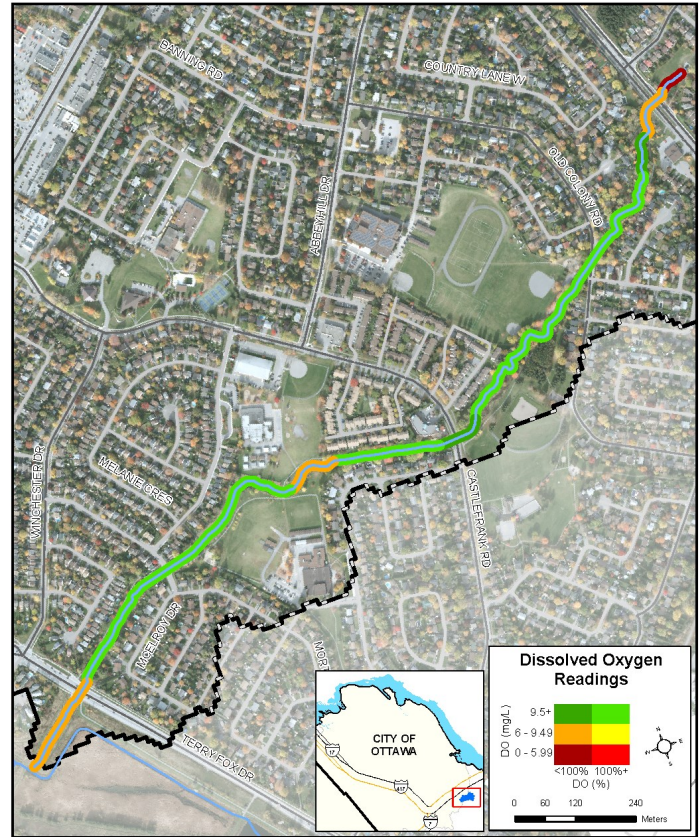 BANNING RD
COUNTRY LANE W
OLD COLONY RD
ABBEYHILL DR
WINCHESTER DR
MELANIE CRES
CASTLEFRANK RD
MCELROY DR
MORT
TERRY FOX DR
CITY OF
OTTAWA
17
417
7
Dissolved Oxygen
Readings
DO (mg/L)
9.5+
6 - 9.49
0 - 5.99
<100% 100%+
DO (%)
N
E
S
W
0 60 120 240
Meters